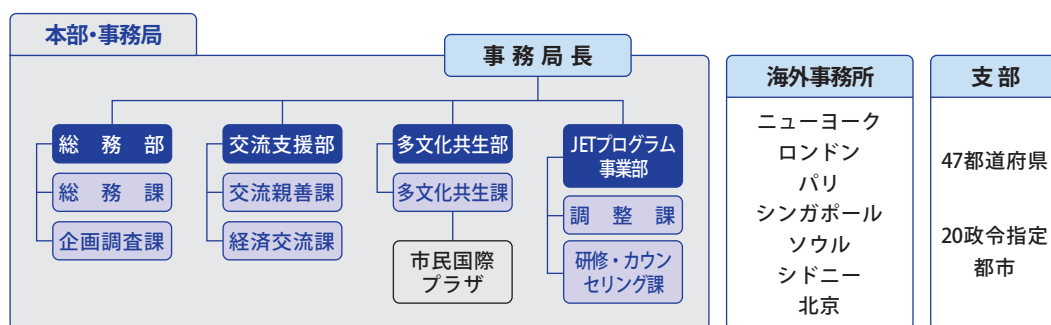 本部・事務局
事務局長
総務部
総務課
企画調査課
交流支援部
交流親善課
経済交流課
多文化共生部
多文化共生課
市民国際
プラザ
JETプログラム
事業部
調整課
研修・カウン
セリング課
海外事務所
ニューヨーク
ロンドン
パリ
シンガポール
ソウル
シドニー
北京
支部
47都道府県
20政令指定
都市